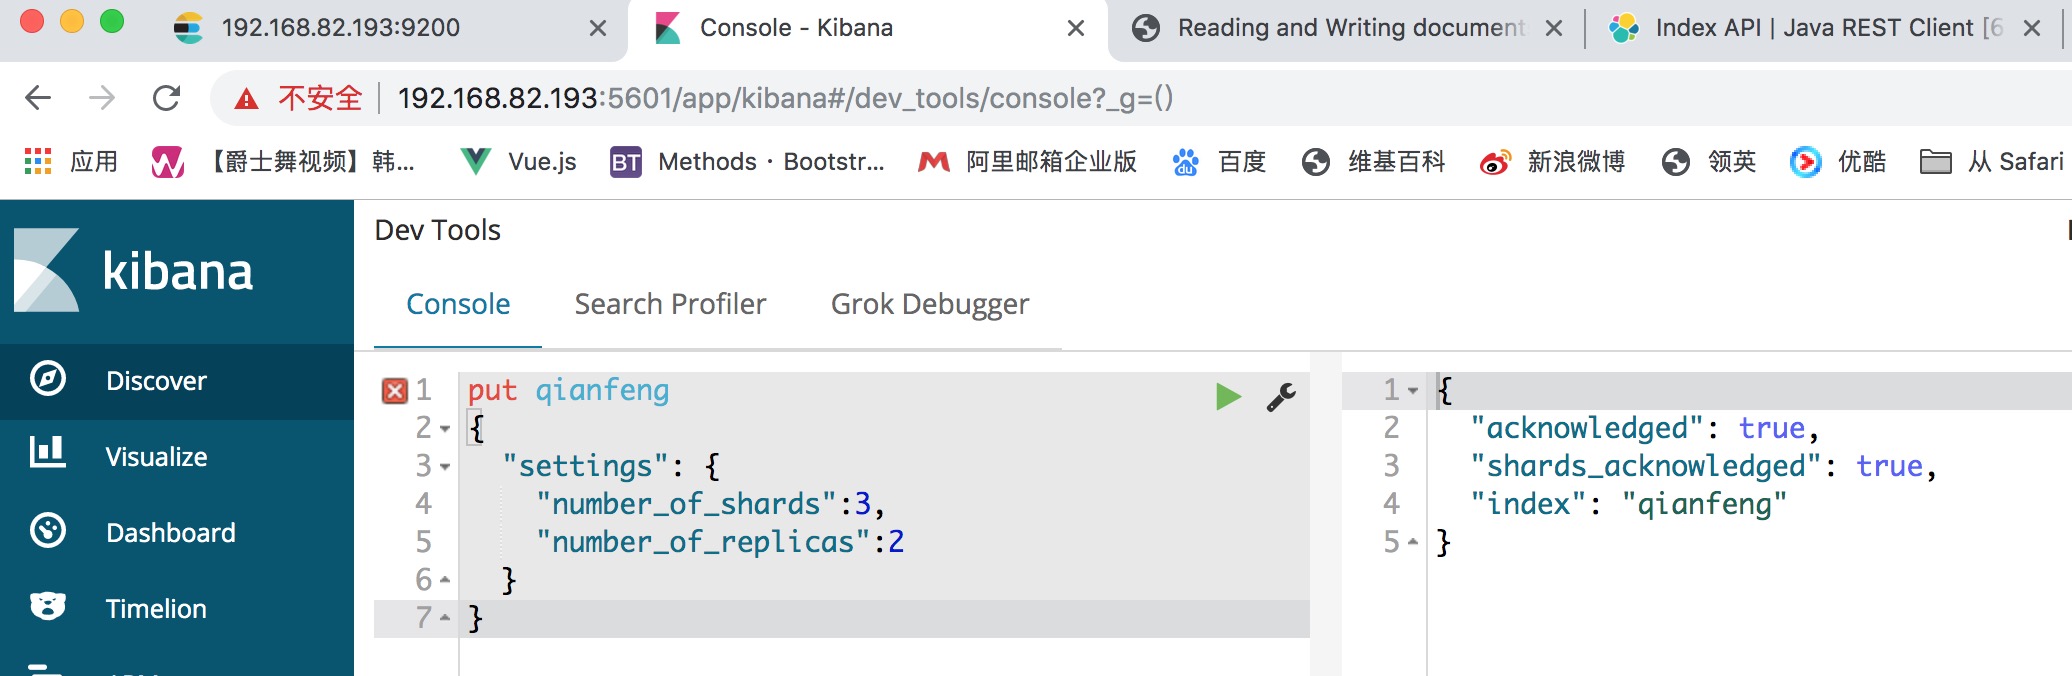 192.168.82.193:9200
Console - Kibana
Reading and Writing document
Index API | Java REST Client [6
不安全
192.168.82.193:5601/app/kibana#/dev_tools/console?_g=()
应用
【爵士舞视频】韩...
Vue.js
BT
Methods · Bootstr...
阿里邮箱企业版
du
百度
维基百科
新浪微博
领英
优酷
从 Safari
kibana
Dev Tools
Console
Search Profiler
Grok Debugger
Discover
Visualize
Dashboard
Timelion
1 put qianfeng
2 {
3 "settings": {
4 "number_of_shards":3,
5 "number_of_replicas":2
6 }
7 }
1 {
2 "acknowledged": true,
3 "shards_acknowledged": true,
4 "index": "qianfeng"
5 }